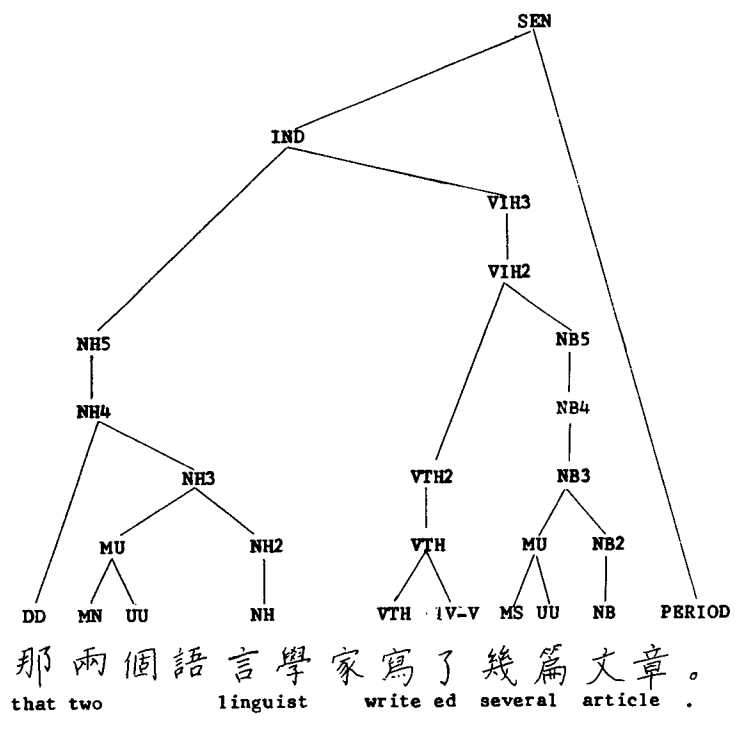 SEN
IND
VIH3
VIH2
NH5 NB5
NH4 NB4
NH3 VTH2 NB3
MU NH2 VTH MU NB2
DD MN UU NH VTH IV-V MS UU NB PERIOD
那兩個語言學家寫了幾篇文章。
that two linguist write ed several article .